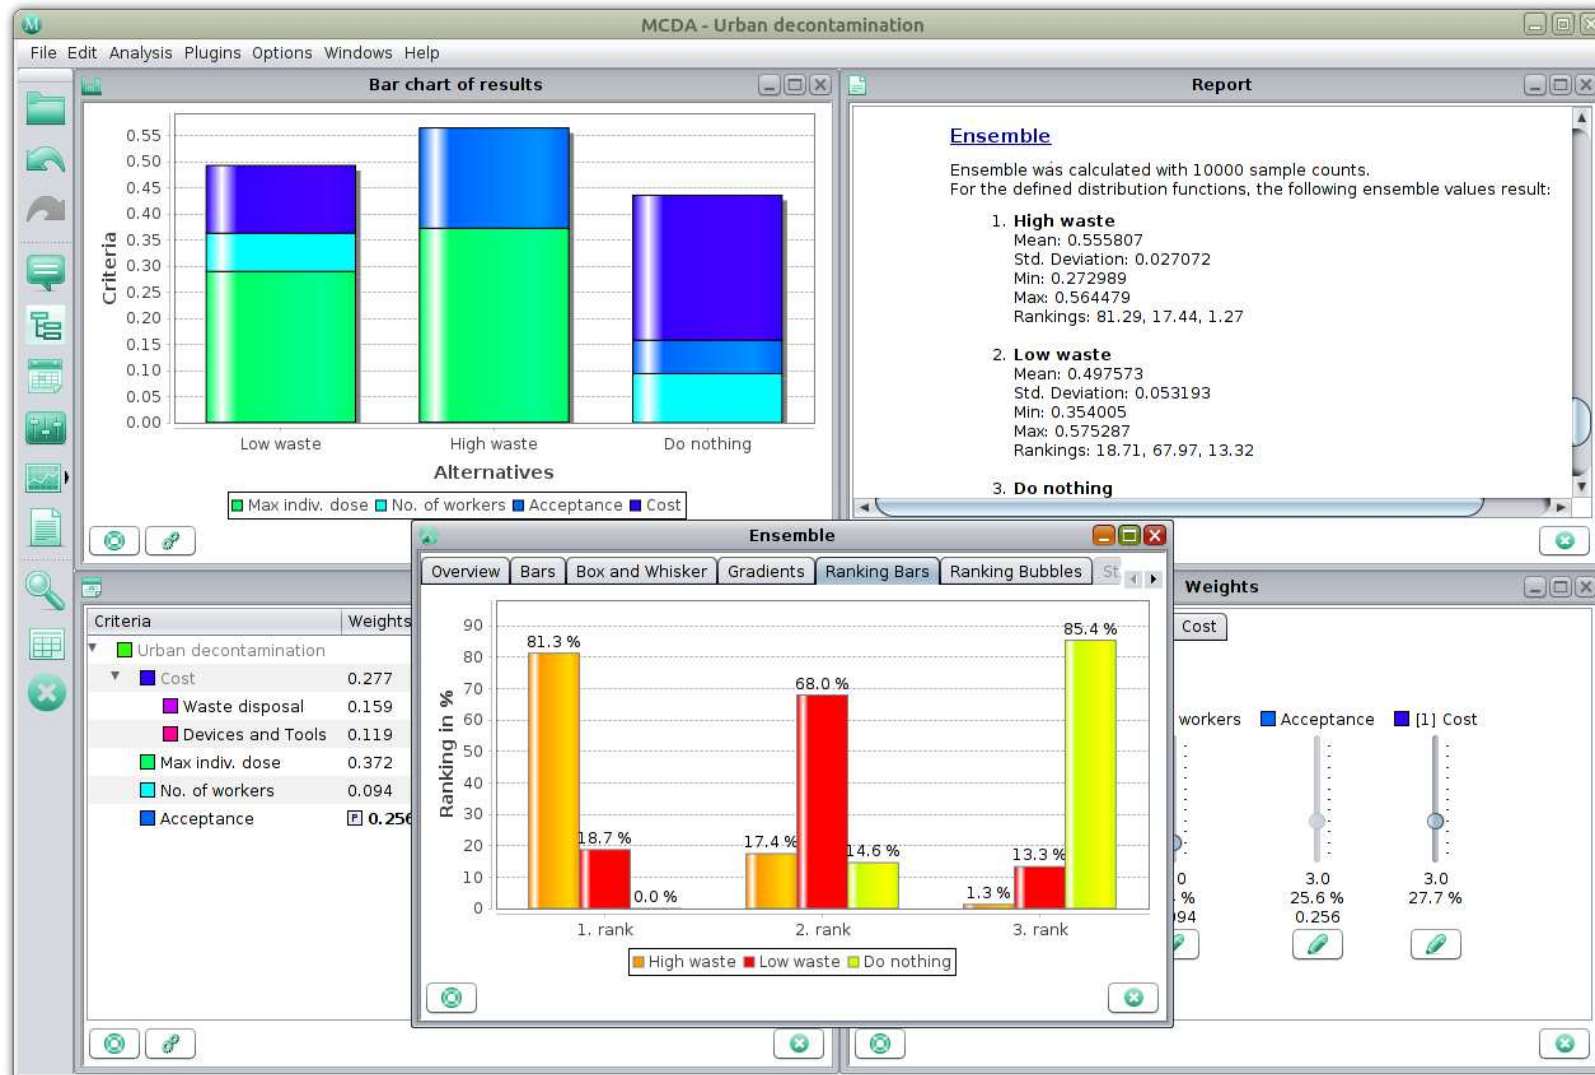 MCDA - Urban decontamination
File Edit Analysis Plugins Options Windows Help
Bar chart of results
0.55
0.50
0.45
0.40
0.35
0.30
0.25
0.20
0.15
0.10
0.05
0.00
Criteria
Low waste High waste Do nothing
Alternatives
Max indiv. dose No. of workers Acceptance Cost
Report
Ensemble
Ensemble was calculated with 10000 sample counts.
For the defined distribution functions, the following ensemble values result:
1. High waste
Mean: 0.555807
Std. Deviation: 0.027072
Min: 0.272989
Max: 0.564479
Rankings: 81.29, 17.44, 1.27
2. Low waste
Mean: 0.497573
Std. Deviation: 0.053193
Min: 0.354005
Max: 0.575287
Rankings: 18.71, 67.97, 13.32
3. Do nothing
Criteria Weights
Urban decontamination
Cost 0.277
Waste disposal 0.159
Devices and Tools 0.119
Max indiv. dose 0.372
No. of workers 0.094
Acceptance P 0.256
Ensemble
Overview Bars Box and Whisker Gradients Ranking Bars Ranking Bubbles St
90
80
70
60
50
40
30
20
10
0
Ranking in %
81.3 % 18.7 % 0.0 %
17.4 % 68.0 % 14.6 %
1.3 % 13.3 % 85.4 %
1. rank 2. rank 3. rank
High waste Low waste Do nothing
Weights
Cost
workers Acceptance [1] Cost
0 3.0 3.0
% 25.6 % 27.7 %
94 0.256